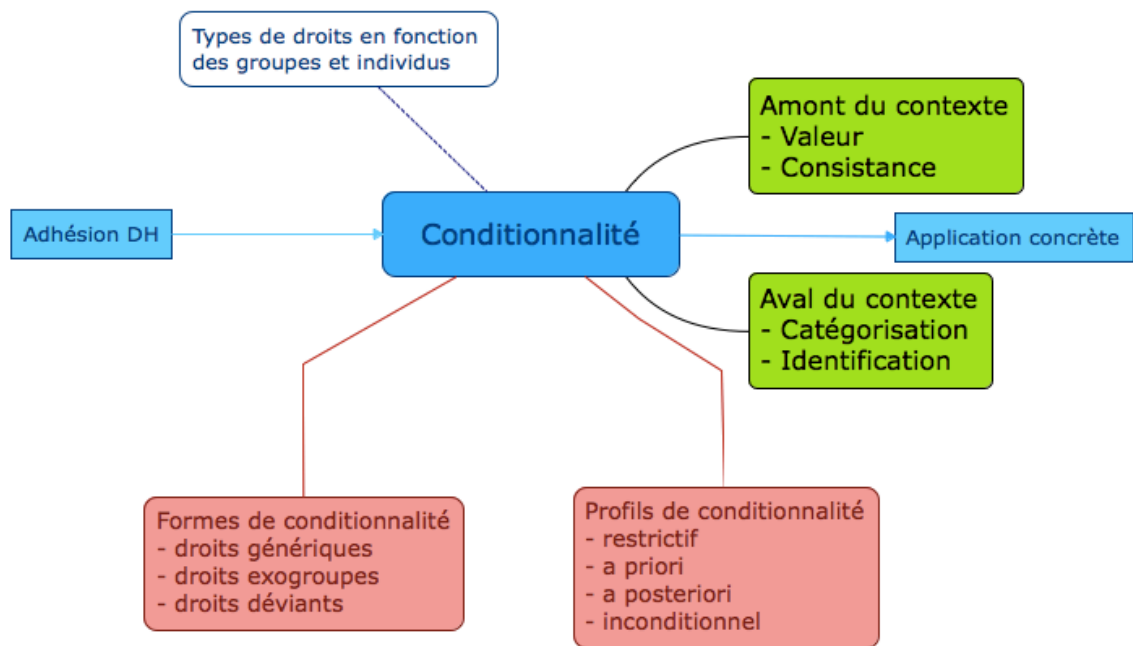 Types de droits en fonction
des groupes et individus
Amont du contexte
- Valeur
- Consistance
Adhésion DH
Conditionnalité
Application concrète
Aval du contexte
- Catégorisation
- Identification
Formes de conditionnalité
- droits génériques
- droits exogroupes
- droits déviants
Profils de conditionnalité
- restrictif
- a priori
- a posteriori
- inconditionnel